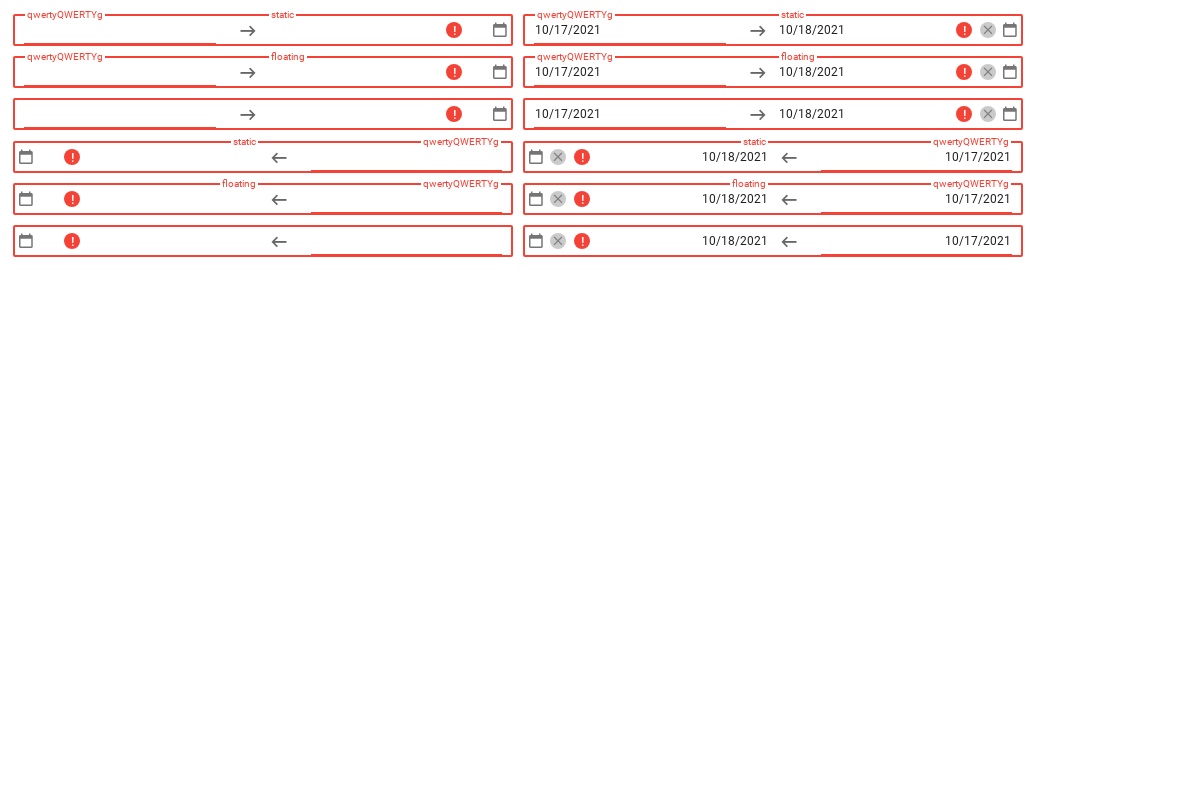 qwertyQWERTYg static qwertyQWERTYg static
10/17/2021 10/18/2021
qwertyQWERTYg floating qwertyQWERTYg floating
10/17/2021 10/18/2021
10/17/2021 10/18/2021
static qwertyQWERTYg static qwertyQWERTYg
10/18/2021 10/17/2021
floating qwertyQWERTYg floating qwertyQWERTYg
10/18/2021 10/17/2021
10/18/2021 10/17/2021